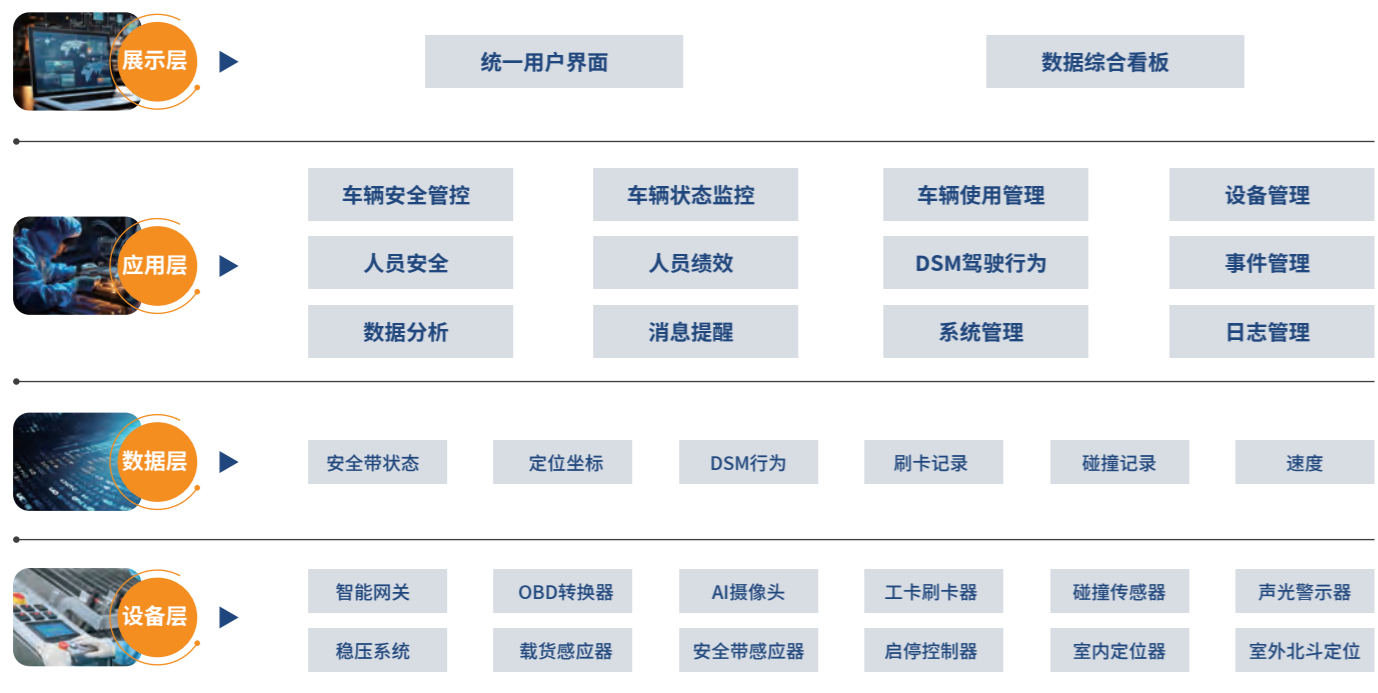 展示层
统一用户界面
数据综合看板
应用层
车辆安全管控
车辆状态监控
车辆使用管理
设备管理
人员安全
人员绩效
DSM驾驶行为
事件管理
数据分析
消息提醒
系统管理
日志管理
数据层
安全带状态
定位坐标
DSM行为
刷卡记录
碰撞记录
速度
设备层
智能网关
OBD转换器
AI摄像头
工卡刷卡器
碰撞传感器
声光警示器
稳压系统
载货感应器
安全带感应器
启停控制器
室内定位器
室外北斗定位